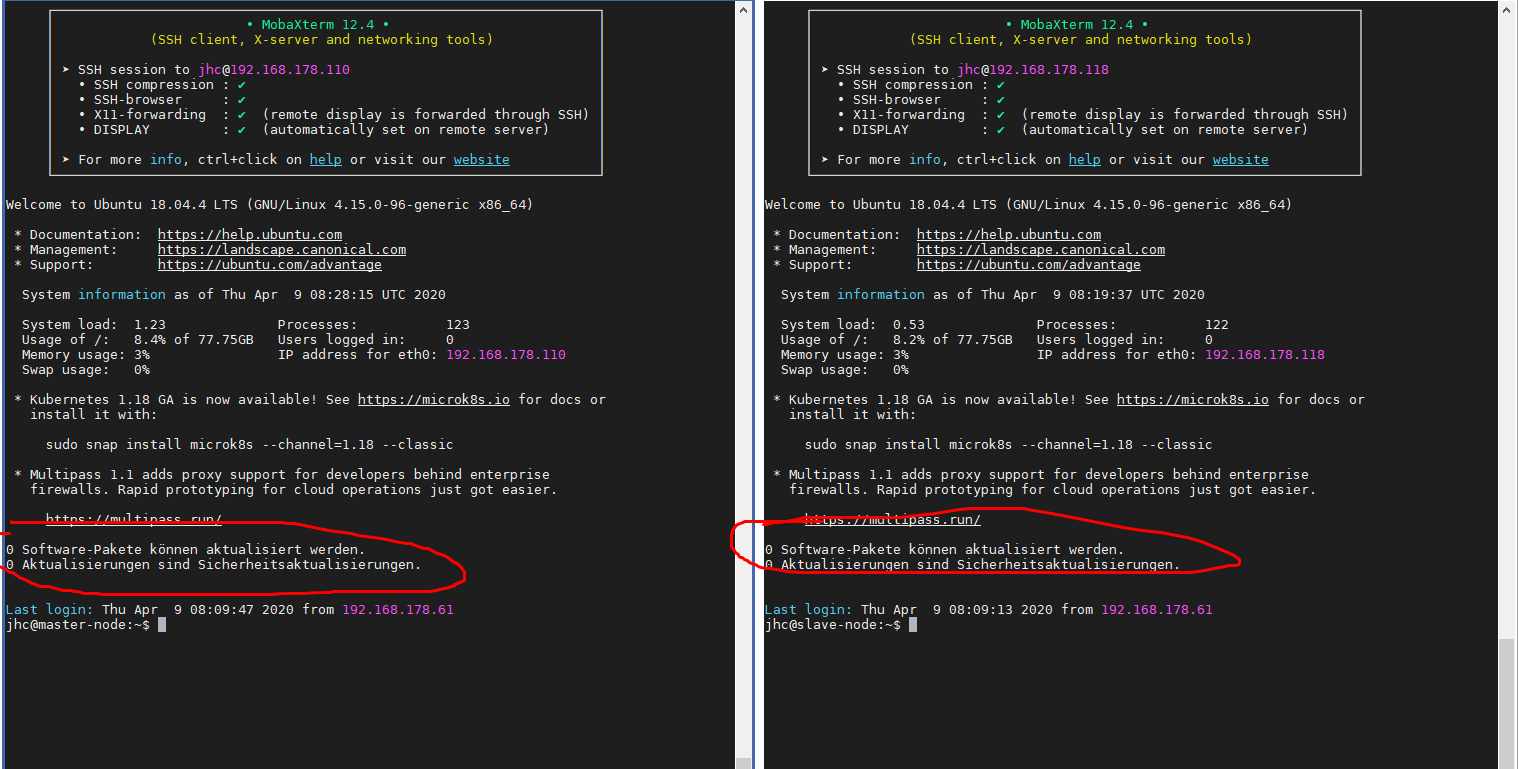 • MobaXterm 12.4 •
(SSH client, X-server and networking tools)
➤ SSH session to jhc@192.168.178.110
• SSH compression : ✔
• SSH-browser : ✔
• X11-forwarding : ✔ (remote display is forwarded through SSH)
• DISPLAY : ✔ (automatically set on remote server)
➤ For more info, ctrl+click on help or visit our website
Welcome to Ubuntu 18.04.4 LTS (GNU/Linux 4.15.0-96-generic x86_64)
* Documentation: https://help.ubuntu.com
* Management: https://landscape.canonical.com
* Support: https://ubuntu.com/advantage
System information as of Thu Apr 9 08:28:15 UTC 2020
System load: 1.23 Processes: 123
Usage of /: 8.4% of 77.75GB Users logged in: 0
Memory usage: 3% IP address for eth0: 192.168.178.110
Swap usage: 0%
* Kubernetes 1.18 GA is now available! See https://microk8s.io for docs or
install it with:
sudo snap install microk8s --channel=1.18 --classic
* Multipass 1.1 adds proxy support for developers behind enterprise
firewalls. Rapid prototyping for cloud operations just got easier.
https://multipass.run/
0 Software-Pakete können aktualisiert werden.
0 Aktualisierungen sind Sicherheitsaktualisierungen.
Last login: Thu Apr 9 08:09:47 2020 from 192.168.178.61
jhc@master-node:~$
• MobaXterm 12.4 •
(SSH client, X-server and networking tools)
➤ SSH session to jhc@192.168.178.118
• SSH compression : ✔
• SSH-browser : ✔
• X11-forwarding : ✔ (remote display is forwarded through SSH)
• DISPLAY : ✔ (automatically set on remote server)
➤ For more info, ctrl+click on help or visit our website
Welcome to Ubuntu 18.04.4 LTS (GNU/Linux 4.15.0-96-generic x86_64)
* Documentation: https://help.ubuntu.com
* Management: https://landscape.canonical.com
* Support: https://ubuntu.com/advantage
System information as of Thu Apr 9 08:19:37 UTC 2020
System load: 0.53 Processes: 122
Usage of /: 8.2% of 77.75GB Users logged in: 0
Memory usage: 3% IP address for eth0: 192.168.178.118
Swap usage: 0%
* Kubernetes 1.18 GA is now available! See https://microk8s.io for docs or
install it with:
sudo snap install microk8s --channel=1.18 --classic
* Multipass 1.1 adds proxy support for developers behind enterprise
firewalls. Rapid prototyping for cloud operations just got easier.
https://multipass.run/
0 Software-Pakete können aktualisiert werden.
0 Aktualisierungen sind Sicherheitsaktualisierungen.
Last login: Thu Apr 9 08:09:13 2020 from 192.168.178.61
jhc@slave-node:~$